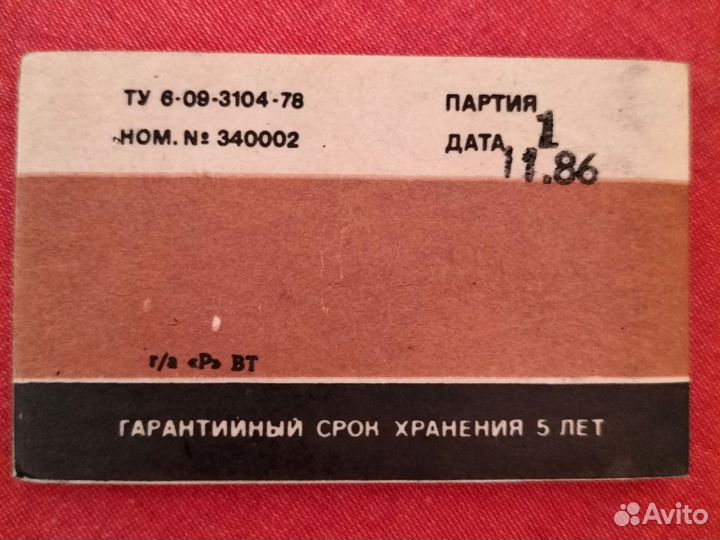 ТУ 6-09-3104-78
НОМ. № 340002
ПАРТИЯ 1
ДАТА 11.86
г/а «Р» ВТ
ГАРАНТИЙНЫЙ СРОК ХРАНЕНИЯ 5 ЛЕТ
Avito